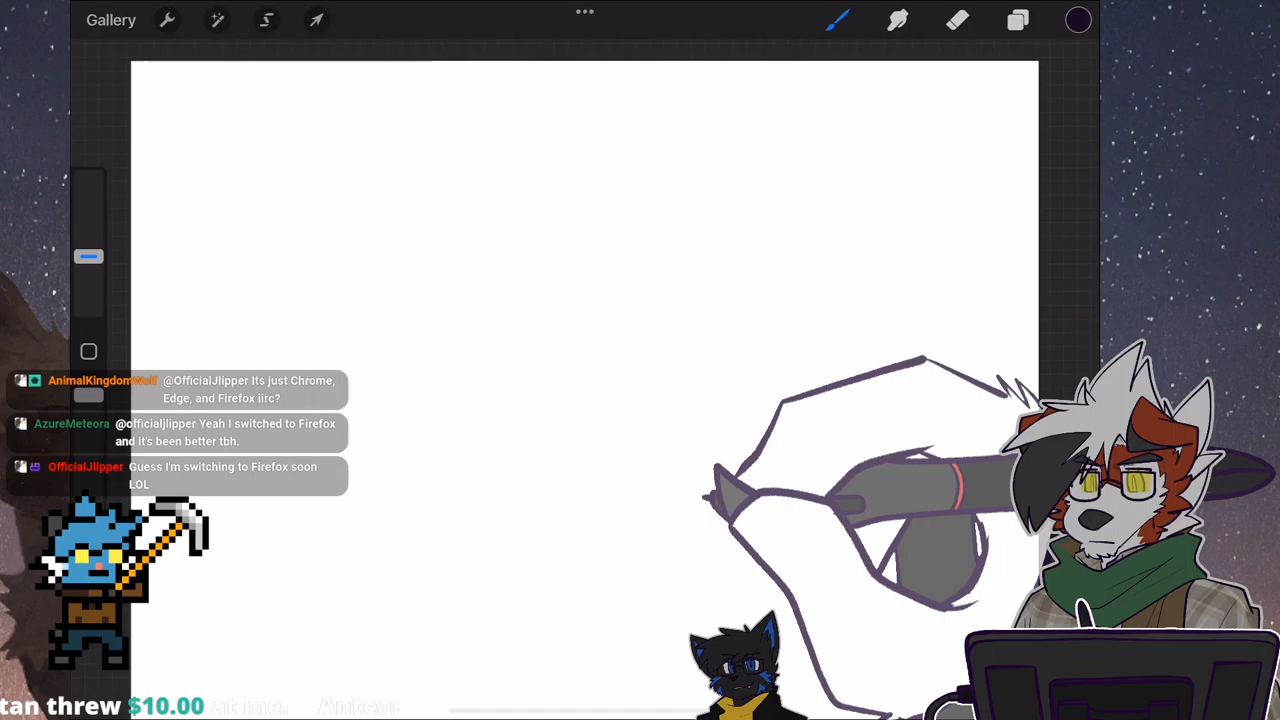 Gallery
AnimalKingdomWolf @OfficialJlipper Its just Chrome,
Edge, and Firefox iirc?
AzureMeteora @officialjlipper Yeah I switched to Firefox
and it's been better tbh.
OfficialJlipper Guess I'm switching to Firefox soon
LOL
tan threw $10.00 at me. Antear